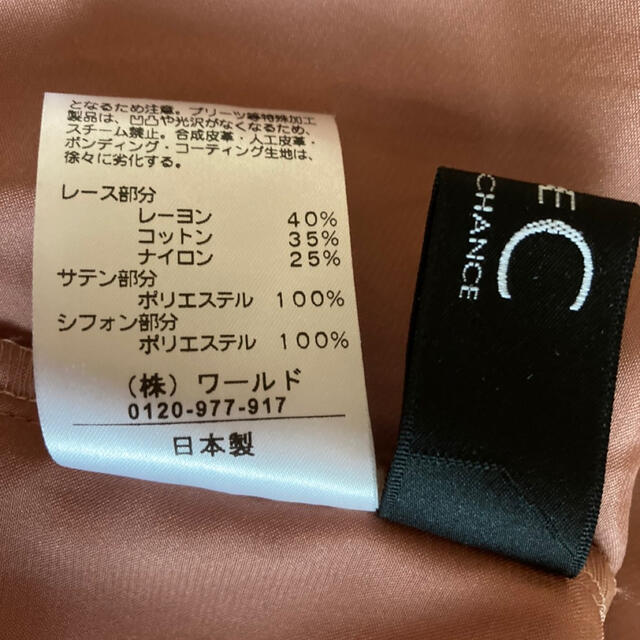 となるため注意。プリーツ等特殊加工
製品は、凹凸や光沢がなくなるため、
スチーム禁止。合成皮革・人工皮革・
ボンディング・コーティング生地は、
徐々に劣化する。
レース部分
レーヨン 40%
コットン 35%
ナイロン 25%
サテン部分
ポリエステル 100%
シフォン部分
ポリエステル 100%
(株) ワールド
0120-977-917
日本製
E C
CHANCE